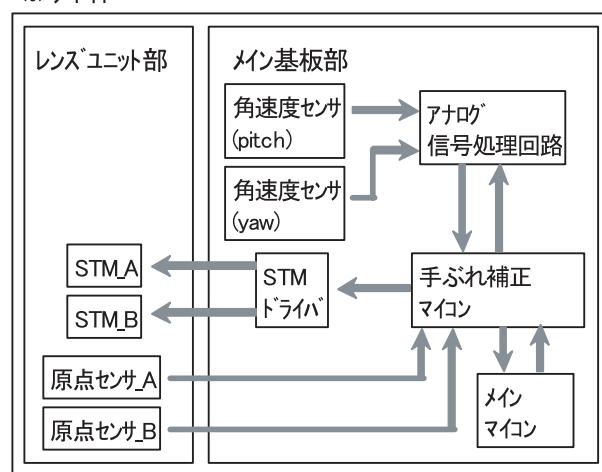 レンズユニット部
メイン基板部
角速度センサ
(pitch)
アナログ
信号処理回路
角速度センサ
(yaw)
STM_A
STM_B
STM
ドライバ
手ぶれ補正
マイコン
原点センサ_A
原点センサ_B
メイン
マイコン